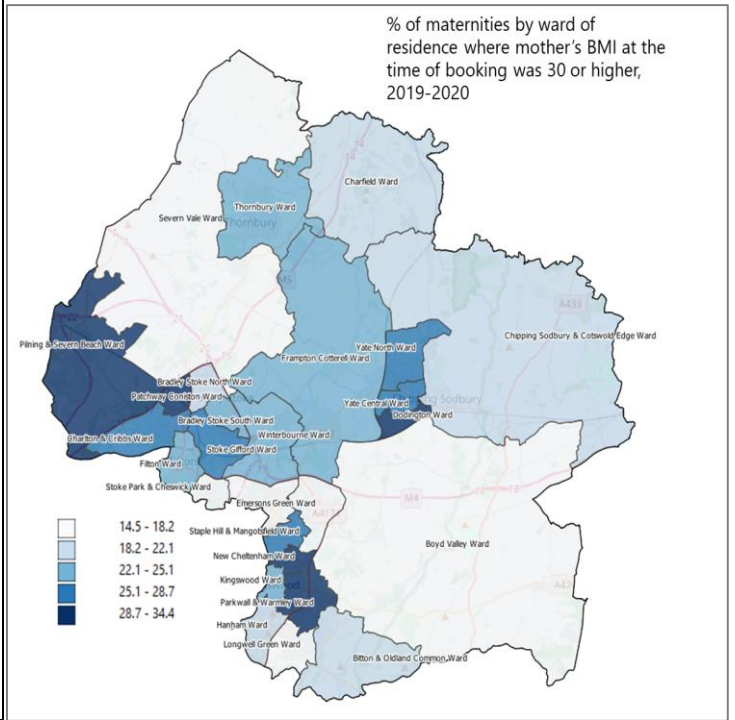 % of maternities by ward of
residence where mother's BMI at the
time of booking was 30 or higher,
2019-2020
Charfield Ward
Thornbury Ward
Severn Vale Ward
Thornbury
M5
A433
Chipping Sodbury & Cotswold Edge Ward
Pilning & Severn Beach Ward
Yate North Ward
Frampton Cotterell Ward
Bradley Stoke North Ward
Patchway Coniston Ward
Yate Central Ward
Sodbury
Dodington Ward
Bradley Stoke South Ward
Charlton & Cribbs Ward
Winterbourne Ward
Stoke Gifford Ward
Filton Ward
Stoke Park & Cheswick Ward
M4
Emersons Green Ward
Staple Hill & Mangotsfield Ward
Boyd Valley Ward
New Cheltenham Ward
Kingswood Ward
Parkwall & Warmley Ward
Hanham Ward
Longwell Green Ward
Bitton & Oldland Common Ward
14.5 - 18.2
18.2 - 22.1
22.1 - 25.1
25.1 - 28.7
28.7 - 34.4